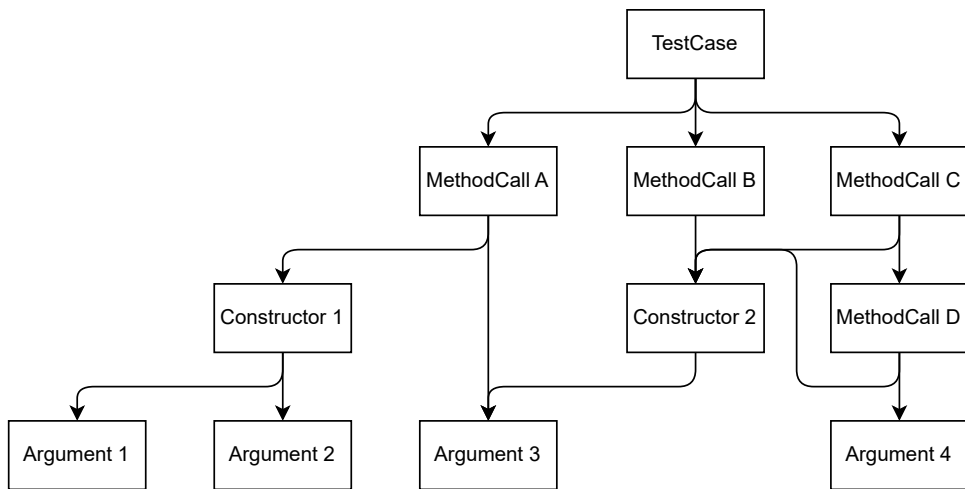 TestCase
MethodCall A
MethodCall B
MethodCall C
Constructor 1
Constructor 2
MethodCall D
Argument 1
Argument 2
Argument 3
Argument 4